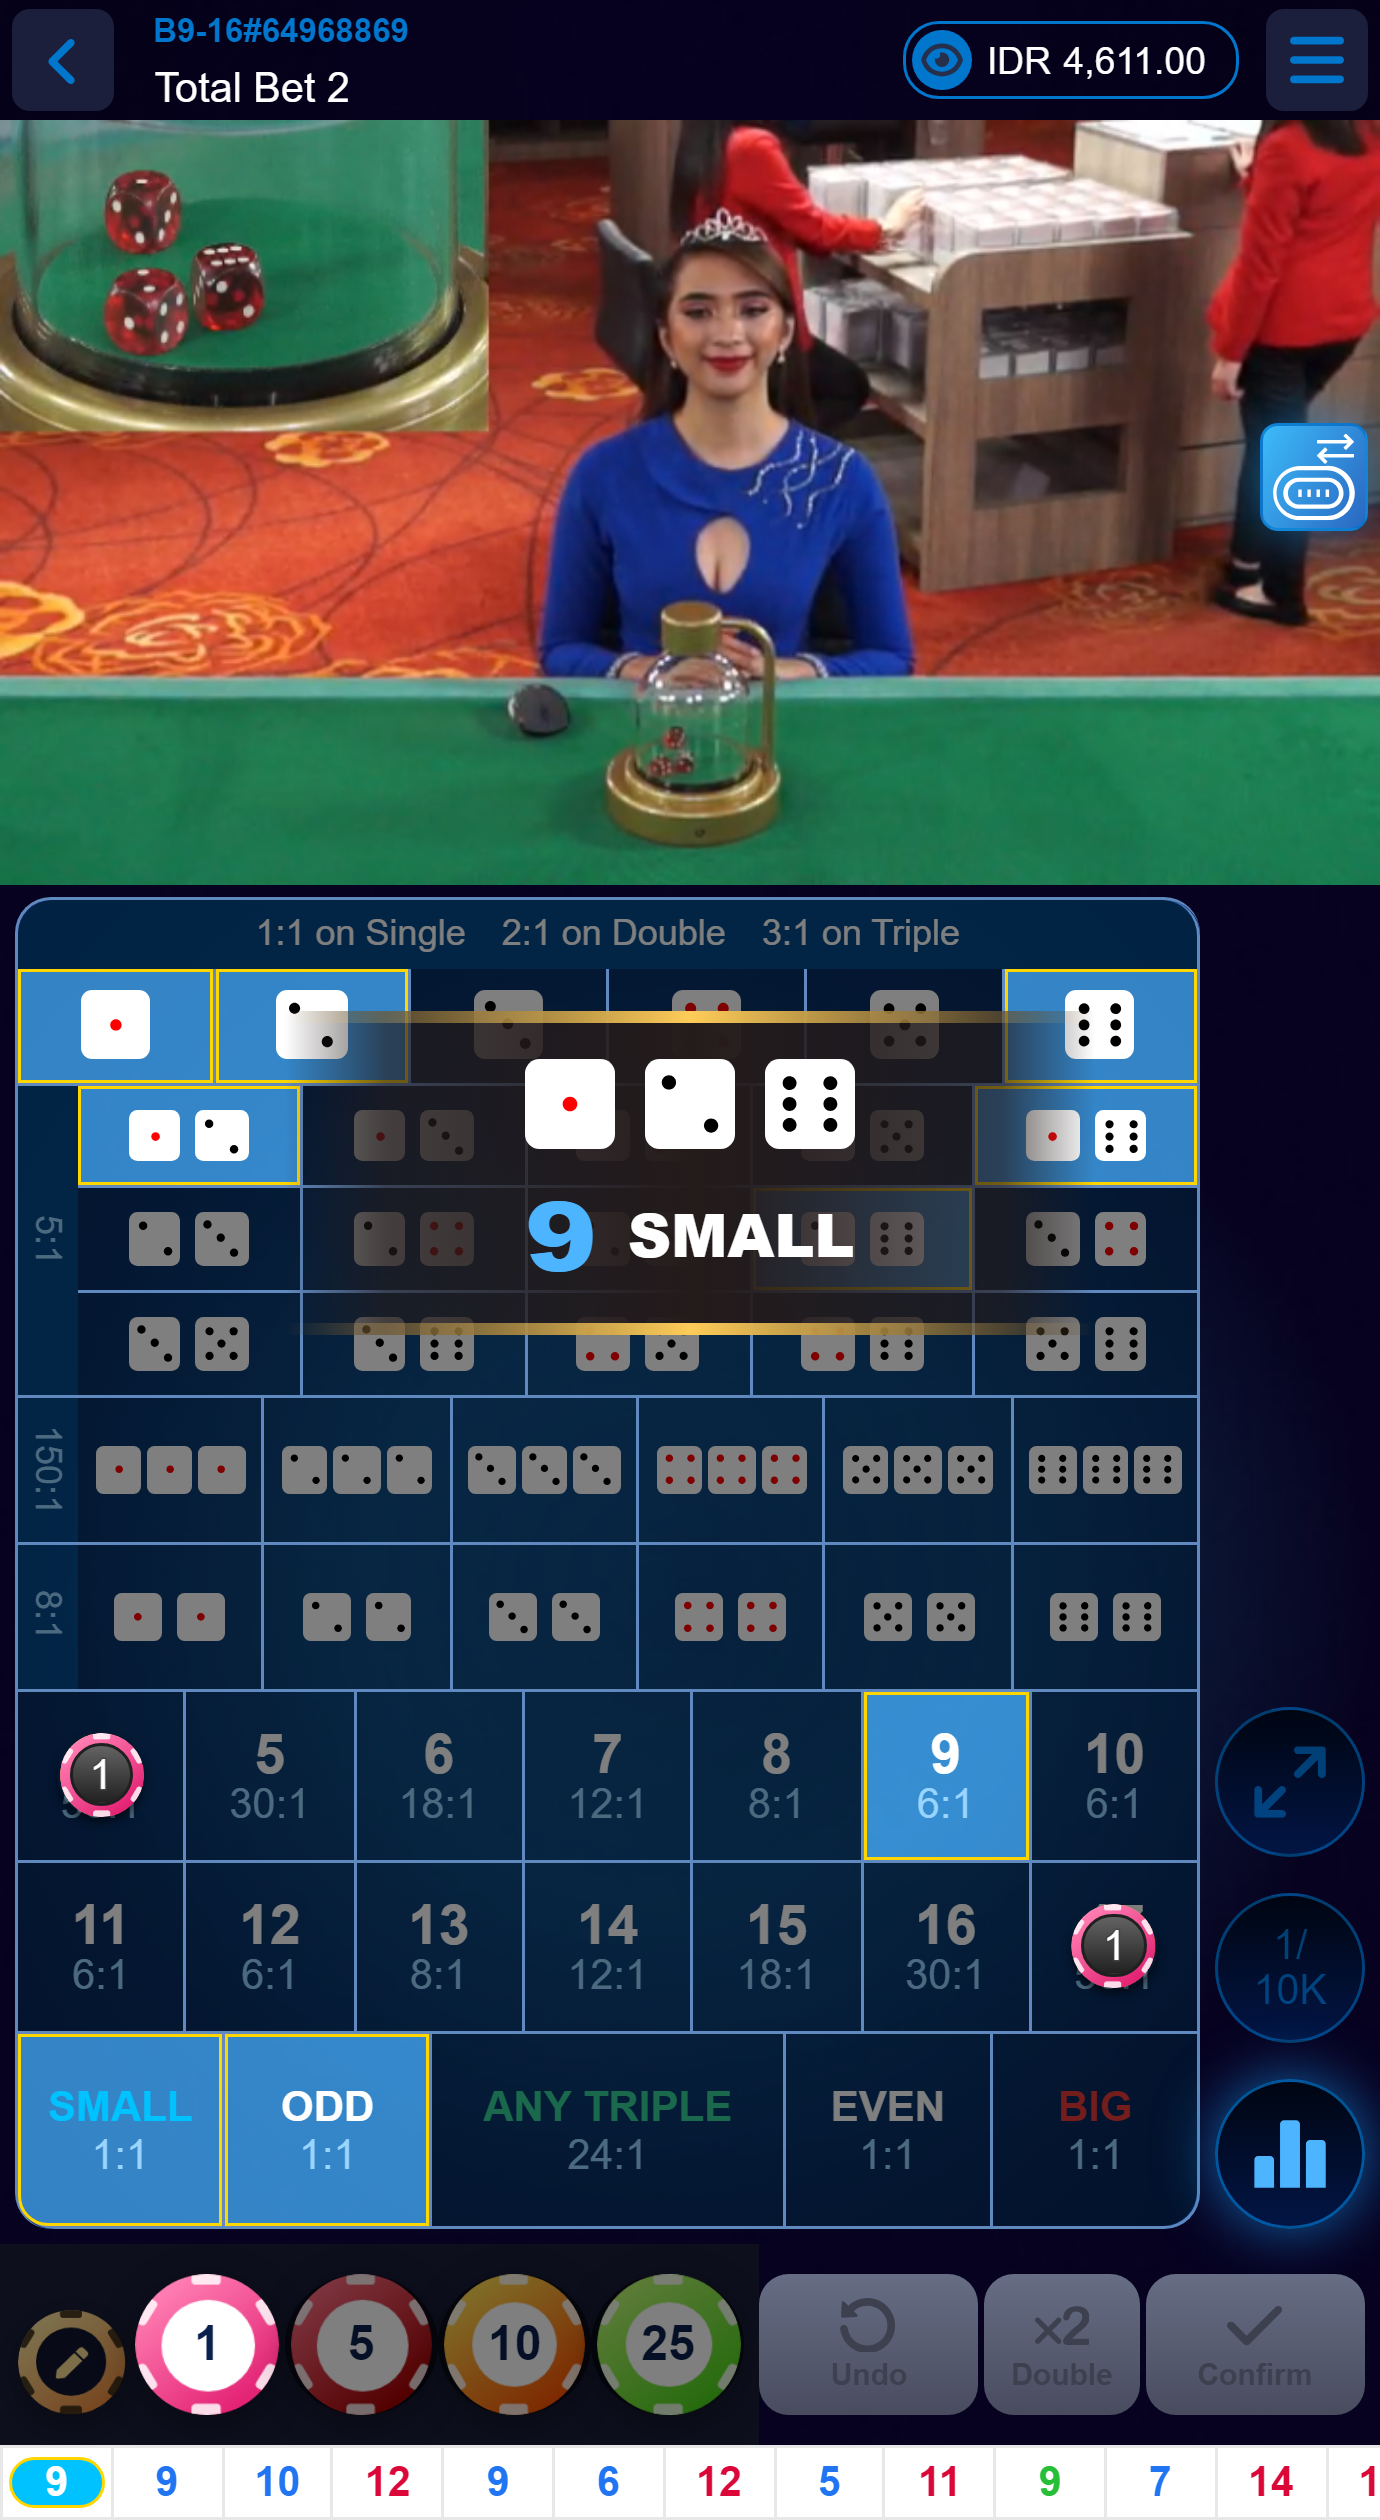 B9-16#64968869
Total Bet 2
IDR 4,611.00
1:1 on Single 2:1 on Double 3:1 on Triple
9 SMALL
5:1
150:1
8:1
1
5 6 7 8 9 10
30:1 18:1 12:1 8:1 6:1 6:1
11 12 13 14 15 16
1
6:1 6:1 8:1 12:1 18:1 30:1
1/
10K
SMALL ODD ANY TRIPLE EVEN BIG
1:1 1:1 24:1 1:1 1:1
1 5 10 25
x2
Undo Double Confirm
9 9 10 12 9 6 12 5 11 9 7 14